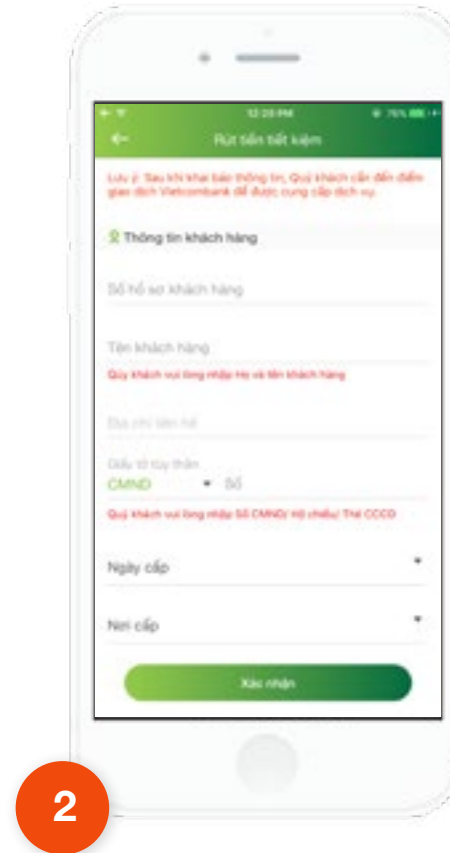 12:25 PM 76%
Rút tiền tiết kiệm
Lưu ý: Sau khi khai báo thông tin, Quý khách cần đến điểm
giao dịch Vietcombank để được cung cấp dịch vụ.
Thông tin khách hàng
Số hồ sơ khách hàng
Tên khách hàng
Quý khách vui lòng nhập Họ và tên khách hàng
Địa chỉ liên hệ
Giấy tờ tùy thân
CMND Số
Quý khách vui lòng nhập Số CMND/ Hộ chiếu/ Thẻ CCCD
Ngày cấp
Nơi cấp
Xác nhận
2